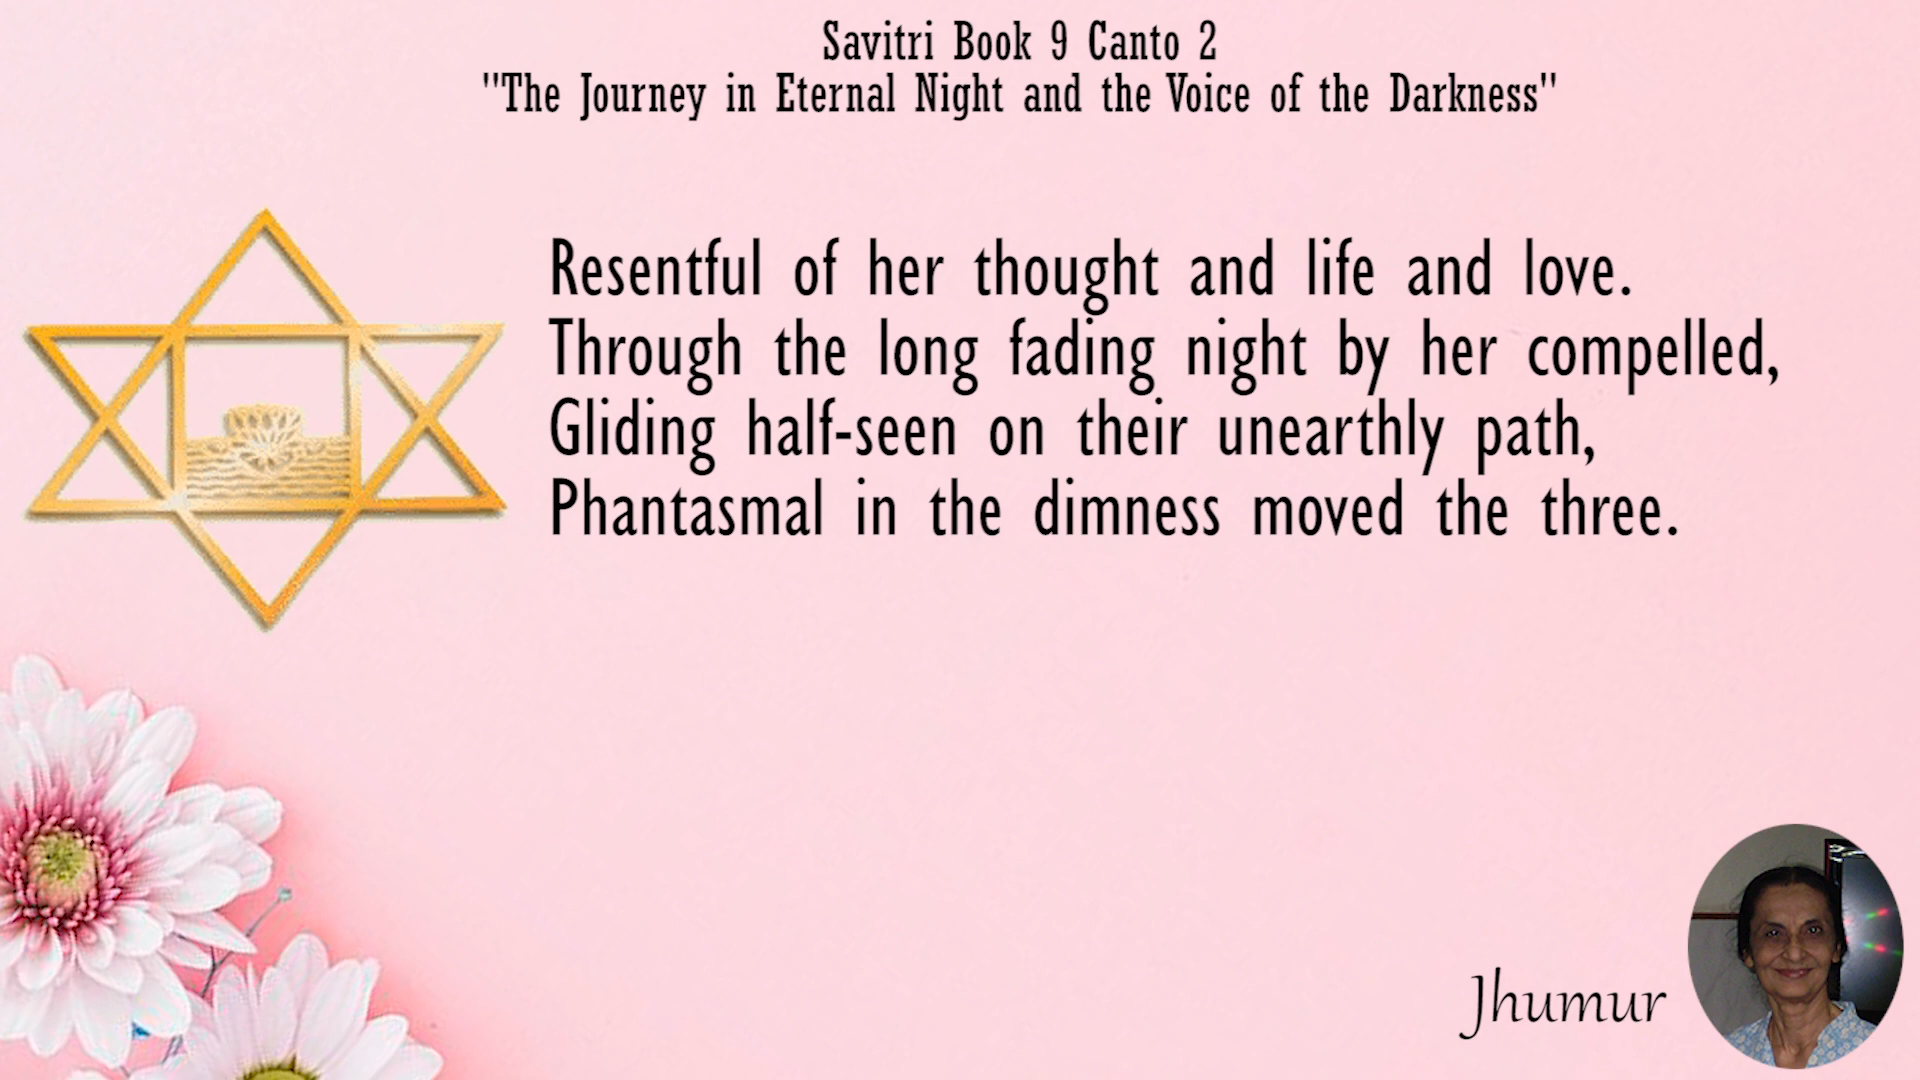 Savitri Book 9 Canto 2
"The Journey in Eternal Night and the Voice of the Darkness"
Resentful of her thought and life and love.
Through the long fading night by her compelled,
Gliding half-seen on their unearthly path,
Phantasmal in the dimness moved the three.
Jhumur